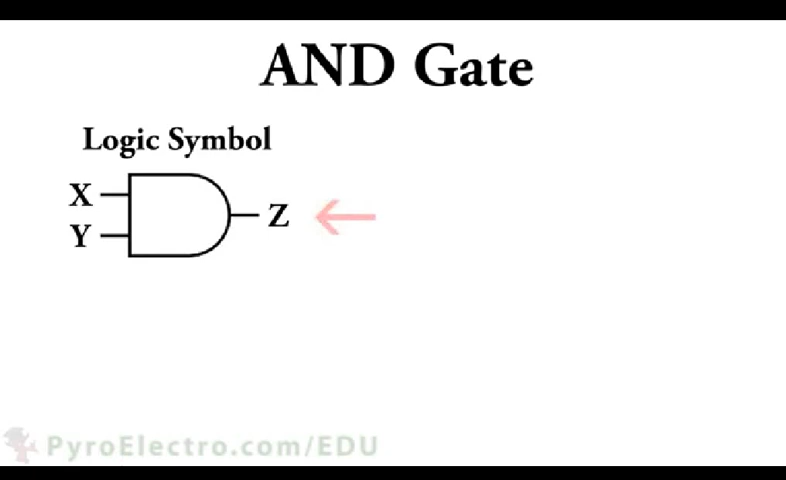 AND Gate
Logic Symbol
X
Z
Y
PyroElectro.com/EDU